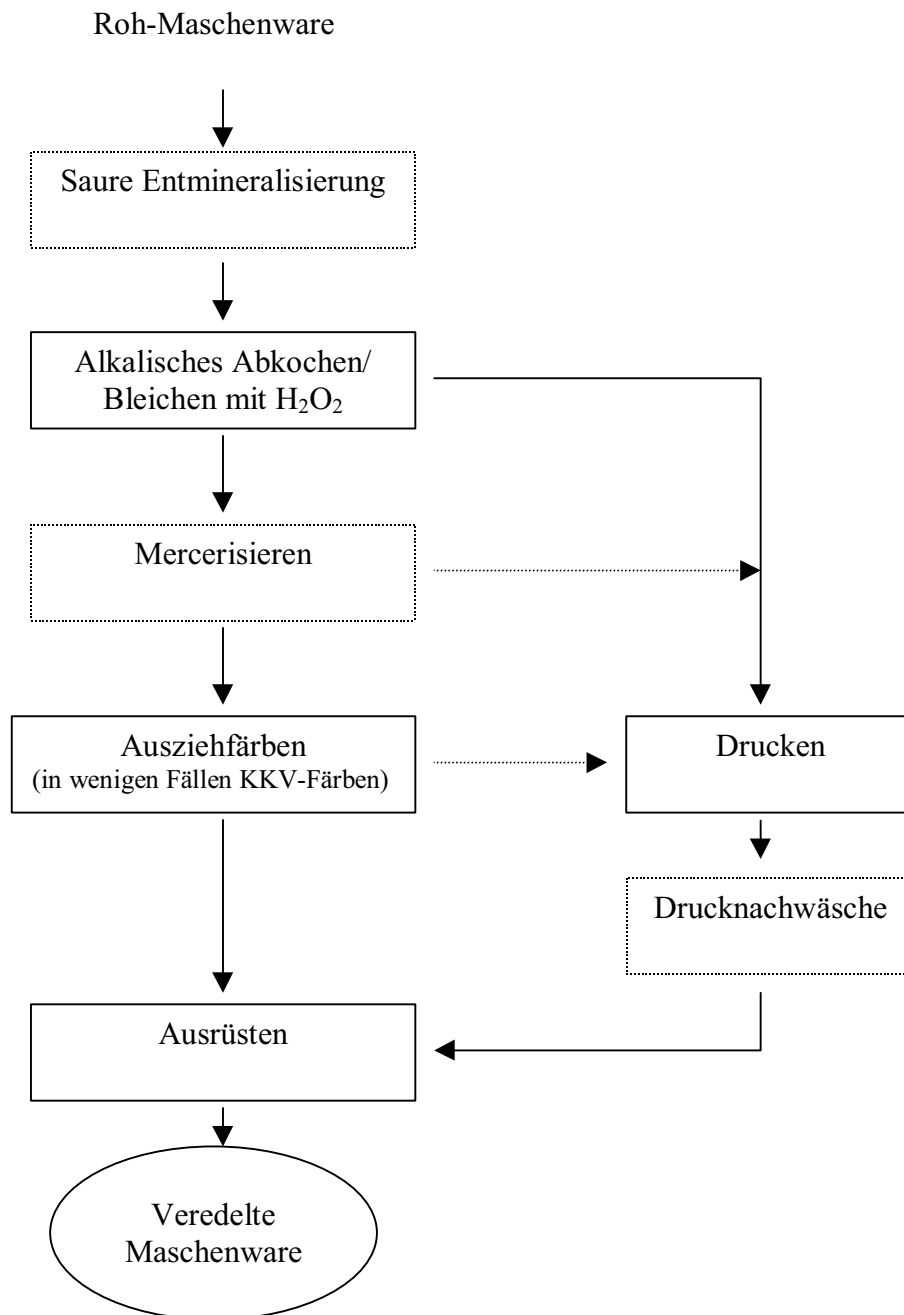 Roh-Maschenware
Saure Entmineralisierung
Alkalisches Abkochen/
Bleichen mit H₂O₂
Mercerisieren
Ausziehfärben
(in wenigen Fällen KKV-Färben)
Drucken
Drucknachwäsche
Ausrüsten
Veredelte
Maschenware